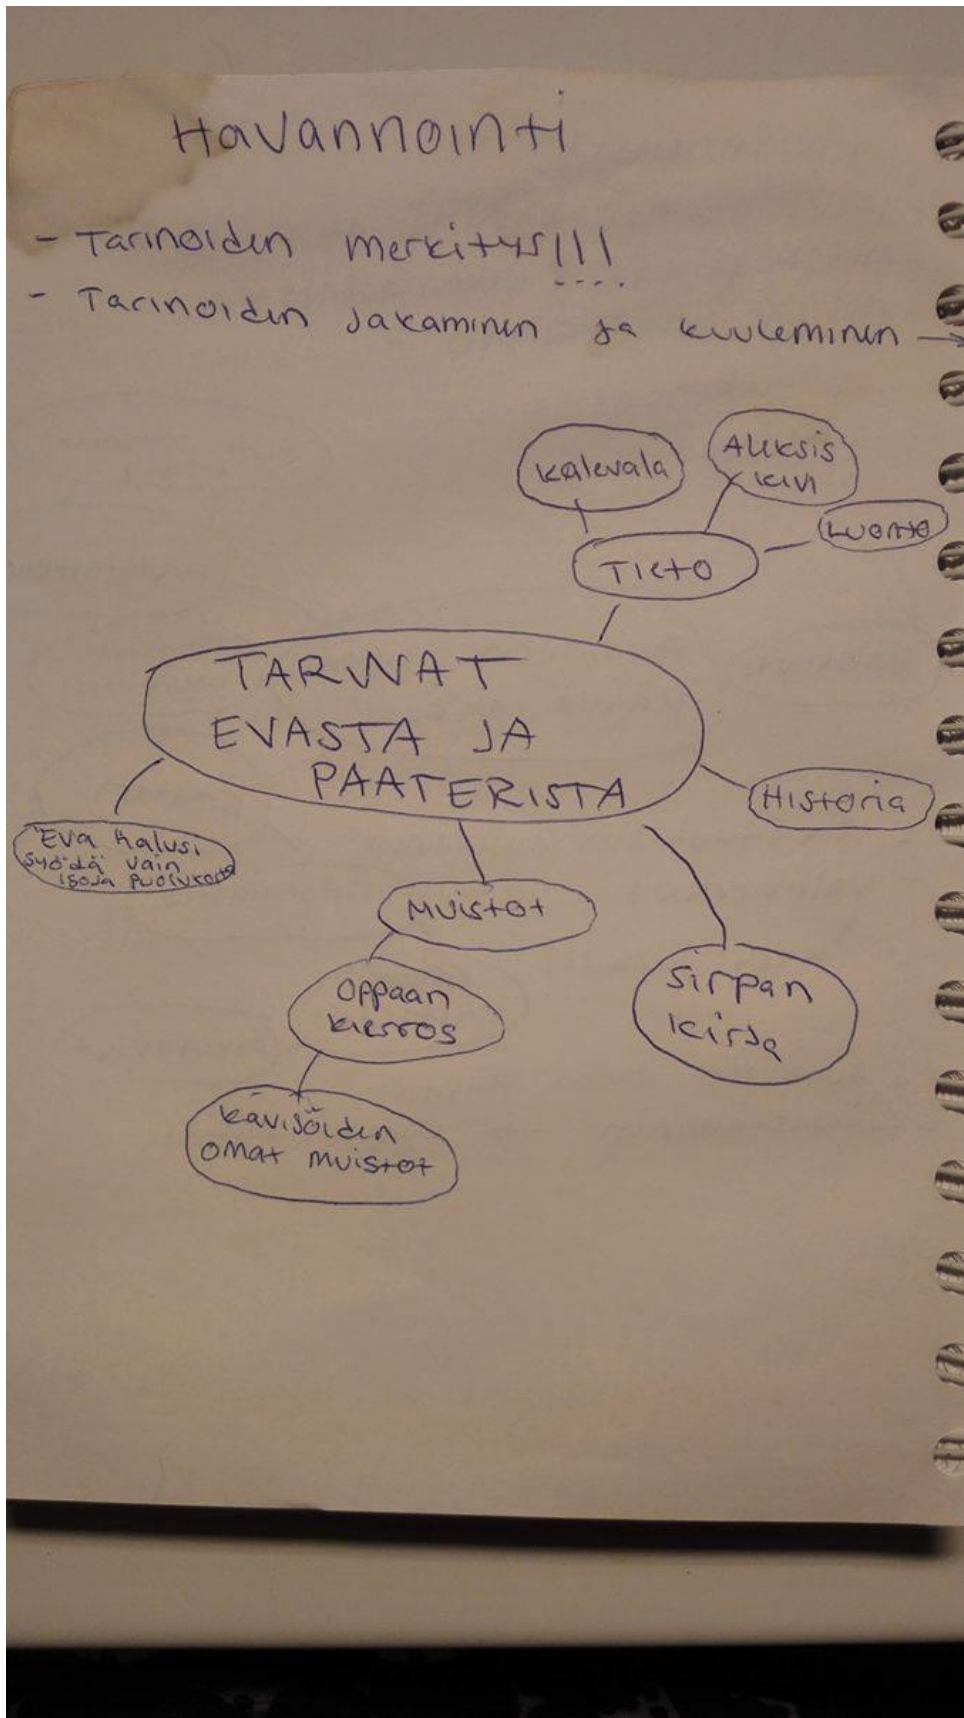 Havannointi
- Tarinoiden merkitys!!!
- Tarinoiden jakaminen ja kuuleminen →
Kalevala
Aleksis
kivi
Luonto
Tieto
TARINAT
EVASTA JA
PAATERISTA
Historia
Eva halusi
syödä vain
isoja puolukoita
Muistot
Oppaan
kierros
Sirpan
kirja
kävijöiden
omat muistot